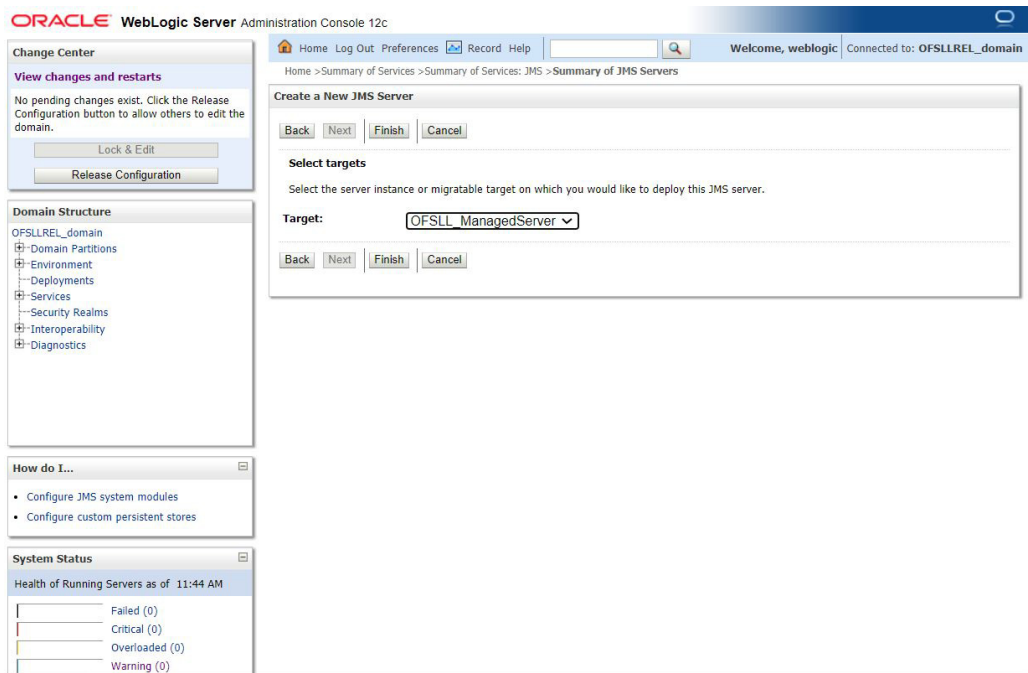 ORACLE WebLogic Server Administration Console 12c
Change Center
View changes and restarts
No pending changes exist. Click the Release
Configuration button to allow others to edit the
domain.
Lock & Edit
Release Configuration
Domain Structure
OFSLLREL_domain
Domain Partitions
Environment
Deployments
Services
Security Realms
Interoperability
Diagnostics
How do I...
Configure JMS system modules
Configure custom persistent stores
System Status
Health of Running Servers as of 11:44 AM
Failed (0)
Critical (0)
Overloaded (0)
Warning (0)
Home Log Out Preferences Record Help
Welcome, weblogic Connected to: OFSLLREL_domain
Home >Summary of Services >Summary of Services: JMS >Summary of JMS Servers
Create a New JMS Server
Back Next Finish Cancel
Select targets
Select the server instance or migratable target on which you would like to deploy this JMS server.
Target: OFSLL_ManagedServer
Back Next Finish Cancel